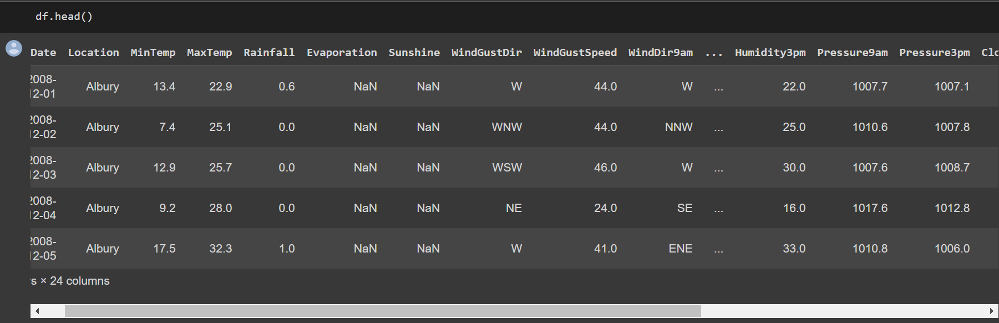 df.head()
Date Location MinTemp MaxTemp Rainfall Evaporation Sunshine WindGustDir WindGustSpeed WindDir9am ... Humidity3pm Pressure9am Pressure3pm
2008-
12-01 Albury 13.4 22.9 0.6 NaN NaN W 44.0 W ... 22.0 1007.7 1007.1
2008-
12-02 Albury 7.4 25.1 0.0 NaN NaN WNW 44.0 NNW ... 25.0 1010.6 1007.8
2008-
12-03 Albury 12.9 25.7 0.0 NaN NaN WSW 46.0 W ... 30.0 1007.6 1008.7
2008-
12-04 Albury 9.2 28.0 0.0 NaN NaN NE 24.0 SE ... 16.0 1017.6 1012.8
2008-
12-05 Albury 17.5 32.3 1.0 NaN NaN W 41.0 ENE ... 33.0 1010.8 1006.0
× 24 columns